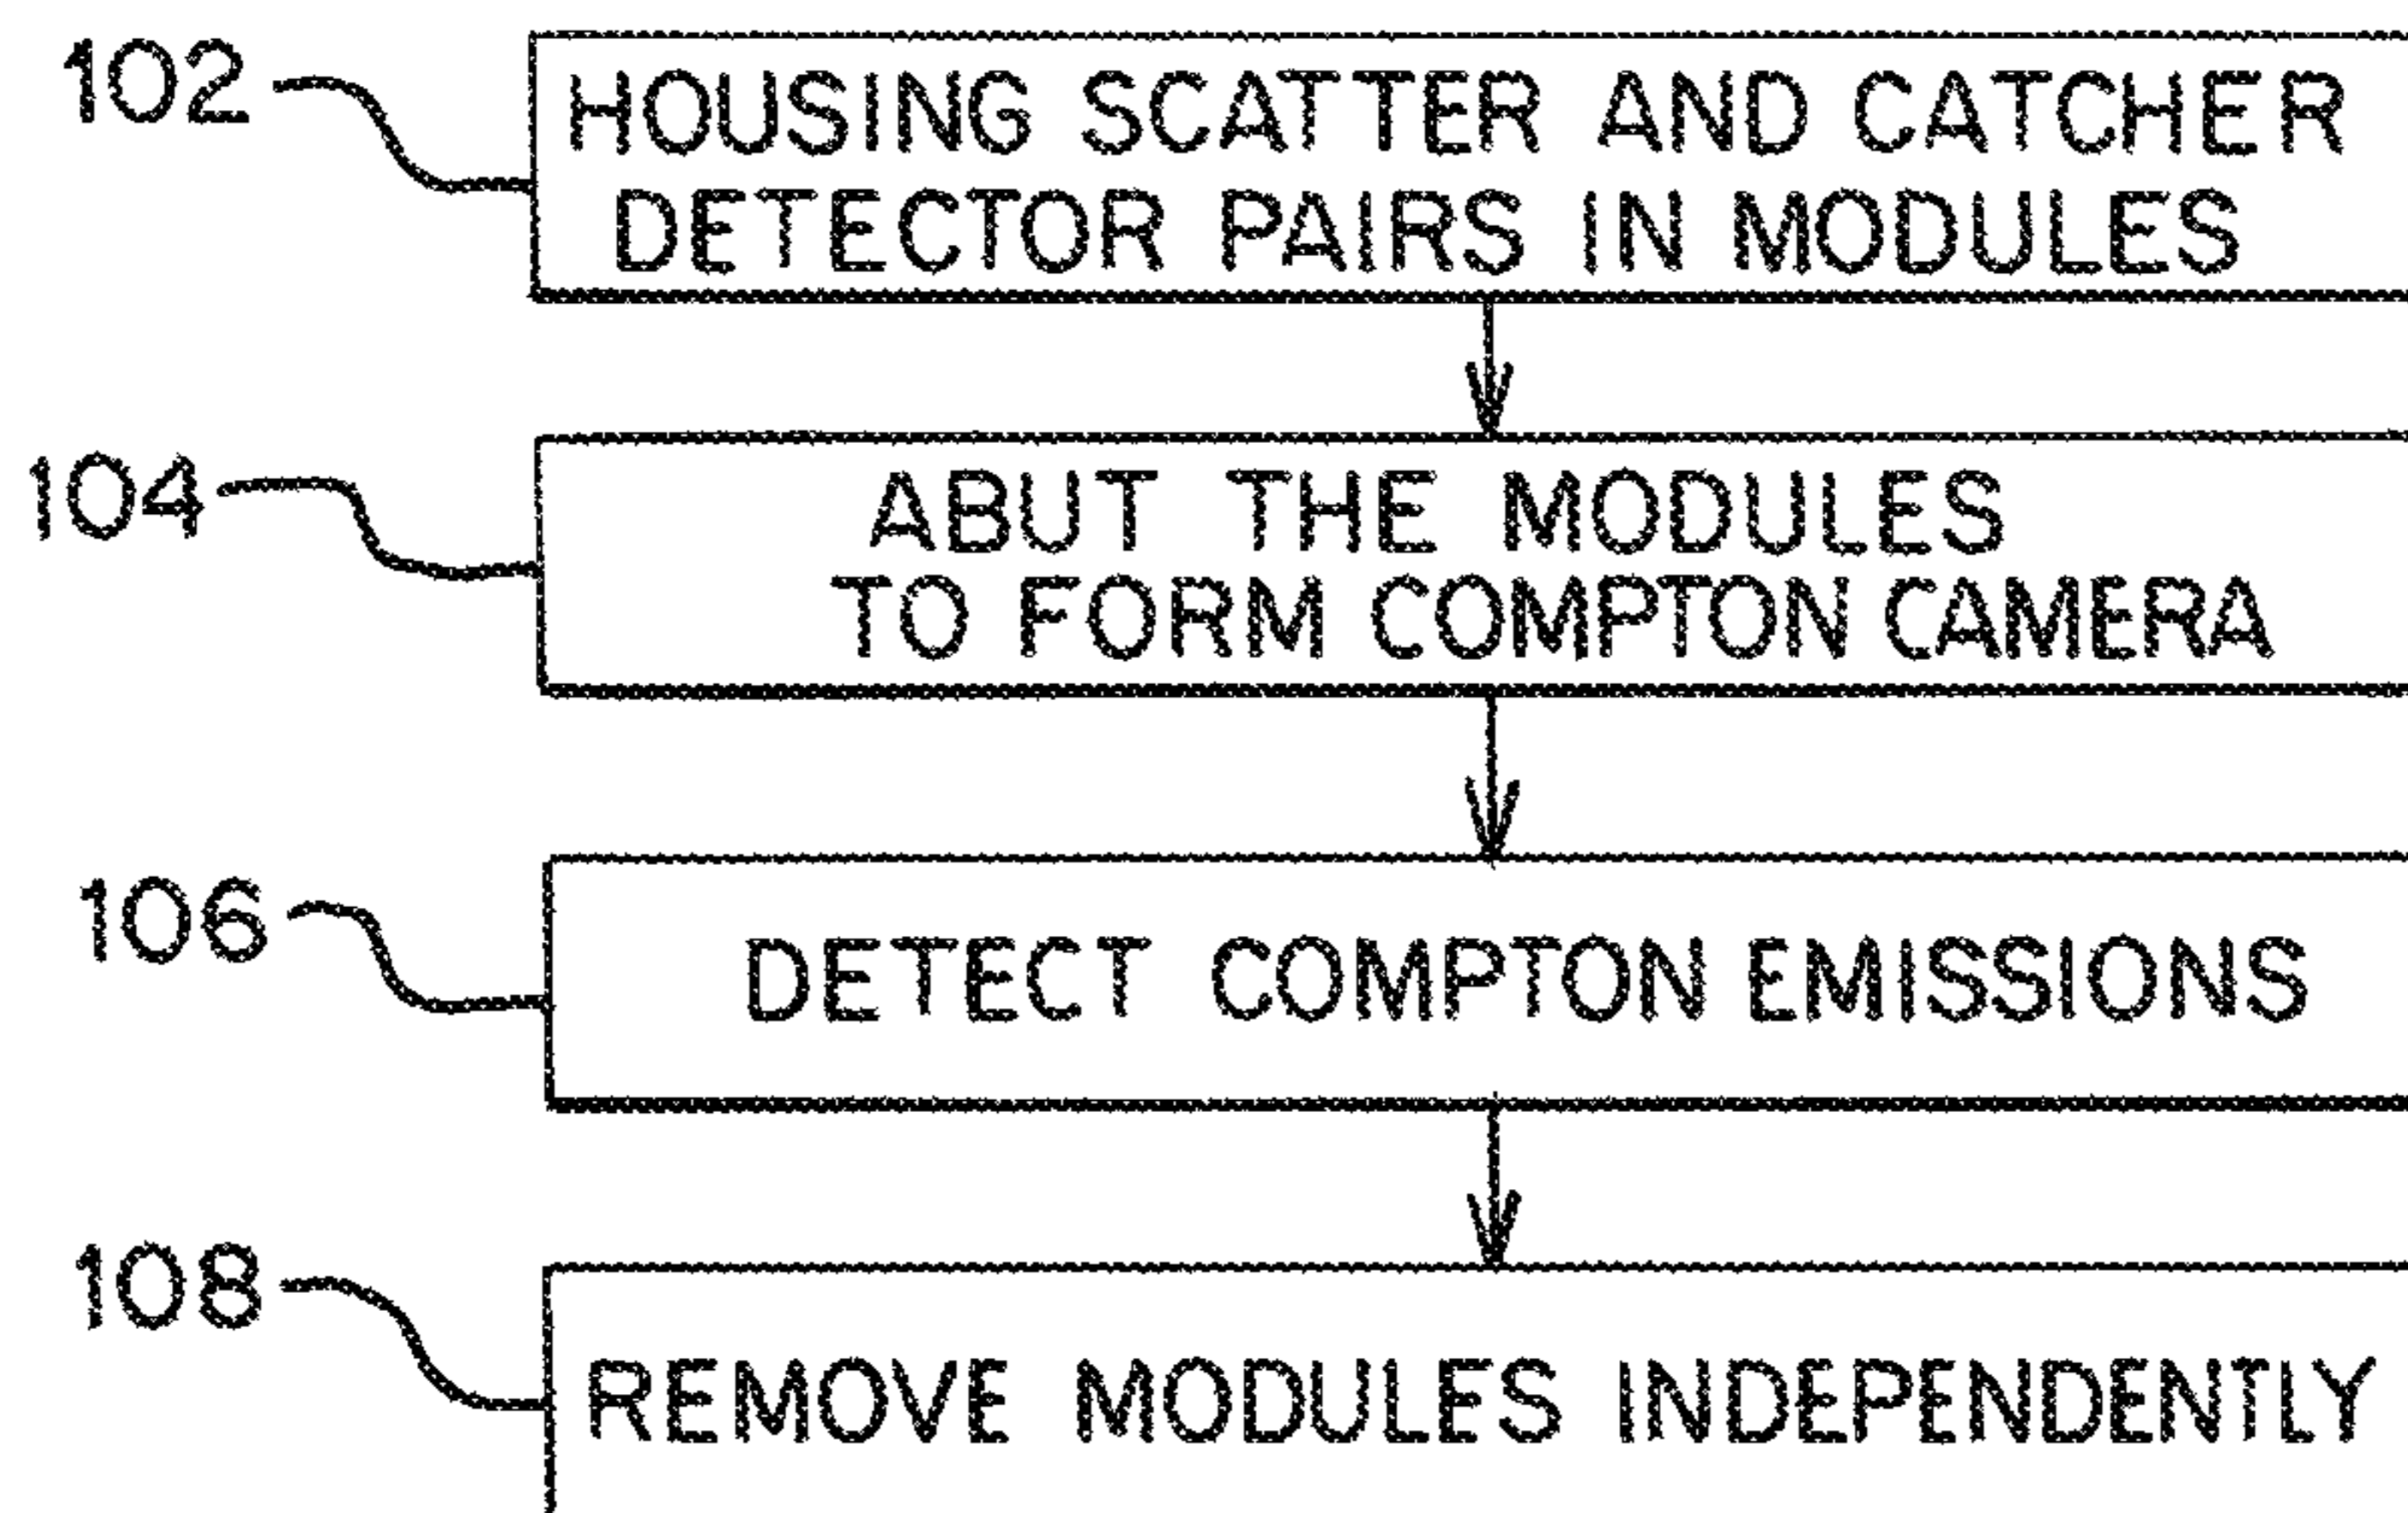 102
HOUSING SCATTER AND CATCHER
DETECTOR PAIRS IN MODULES
104
ABUT THE MODULES
TO FORM COMPTON CAMERA
106
DETECT COMPTON EMISSIONS
108
REMOVE MODULES INDEPENDENTLY